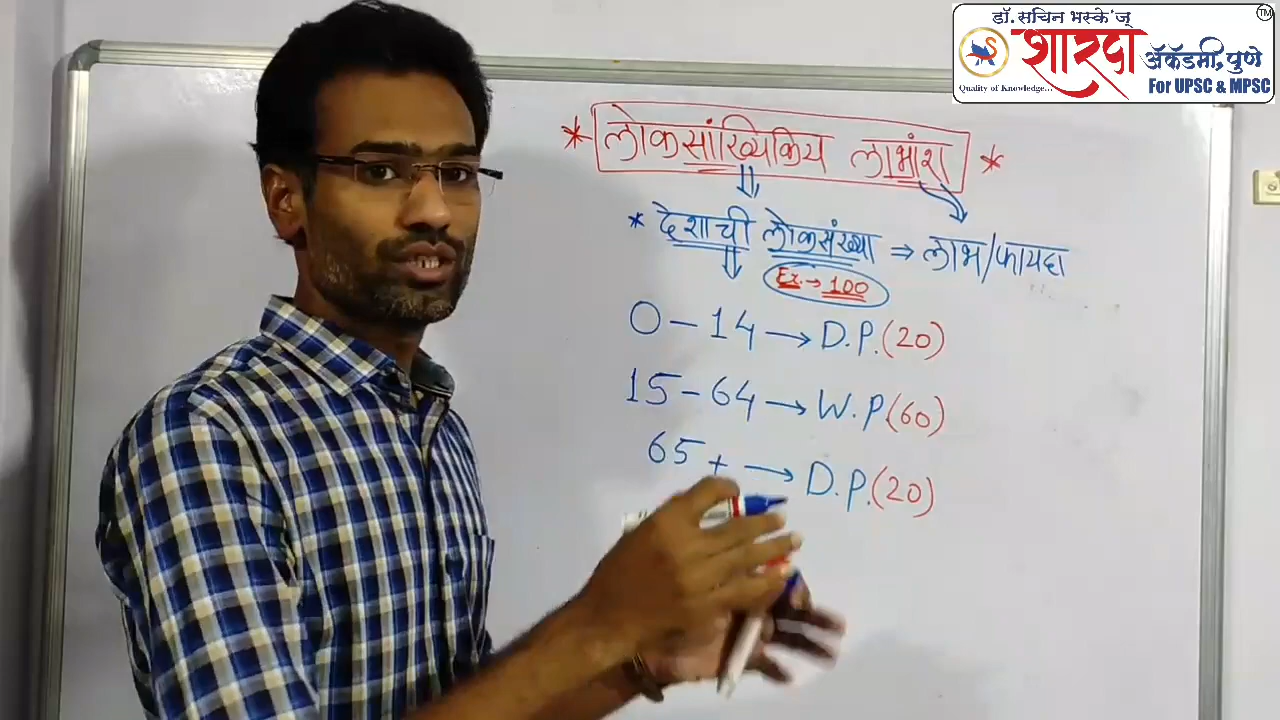 डॉ. सचिन भस्के'ज्
शारदा ॲकॅडमी, पुणे
Quality of Knowledge...
For UPSC & MPSC
TM
* लोकसांख्यिकिय लाभांश *
* देशाची लोकसंख्या ⇒ लाभ/फायदा
Ex.→ 100
0 – 14 → D.P.(20)
15 – 64 → W.P(60)
65 + → D.P.(20)